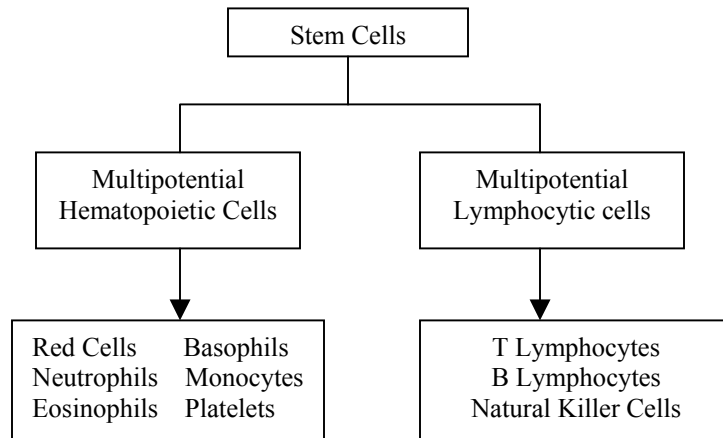 Stem Cells
Multipotential
Hematopoietic Cells
Multipotential
Lymphocytic cells
Red Cells Basophils
Neutrophils Monocytes
Eosinophils Platelets
T Lymphocytes
B Lymphocytes
Natural Killer Cells